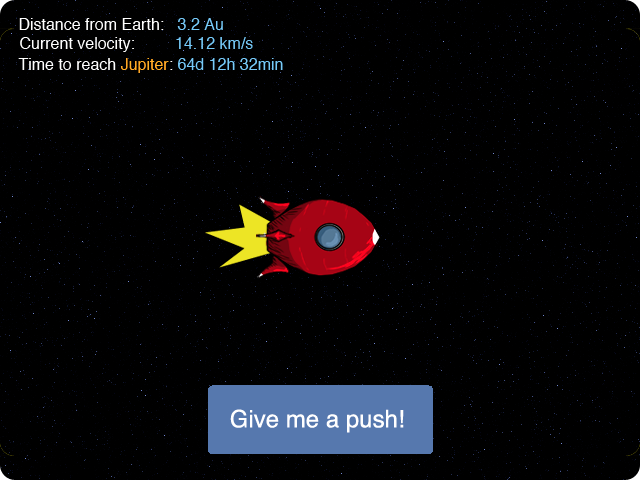 Distance from Earth: 3.2 Au
Current velocity: 14.12 km/s
Time to reach Jupiter: 64d 12h 32min
Give me a push!